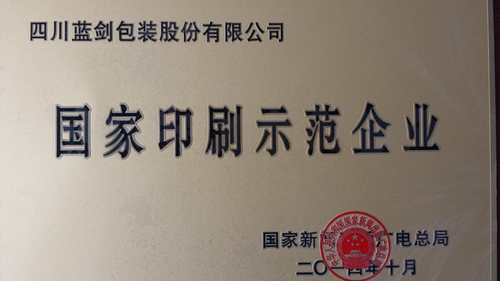 四川蓝剑包装股份有限公司
国家印刷示范企业
国家新 广电总局
二〇一四年十月